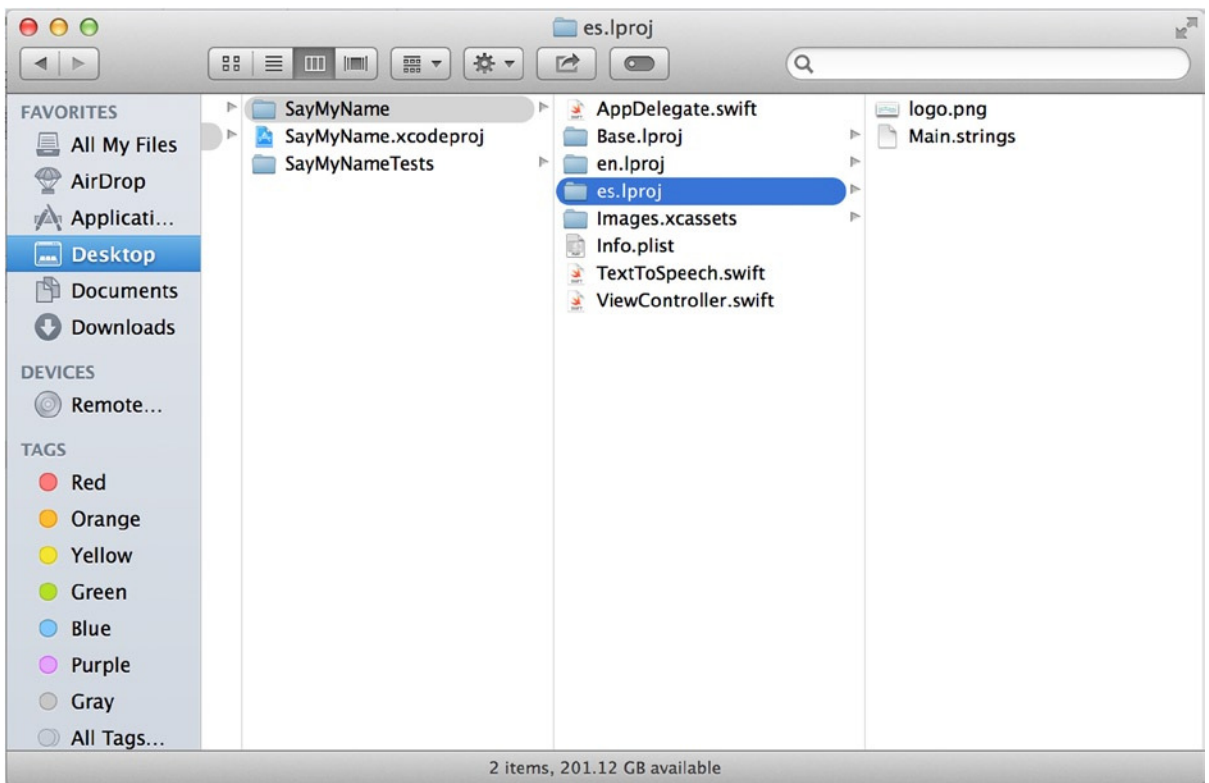 es.lproj
FAVORITES
All My Files
AirDrop
Applicati...
Desktop
Documents
Downloads
DEVICES
Remote...
TAGS
Red
Orange
Yellow
Green
Blue
Purple
Gray
All Tags...
SayMyName
SayMyName.xcodeproj
SayMyNameTests
AppDelegate.swift
Base.lproj
en.lproj
es.lproj
Images.xcassets
Info.plist
TextToSpeech.swift
ViewController.swift
logo.png
Main.strings
2 items, 201.12 GB available